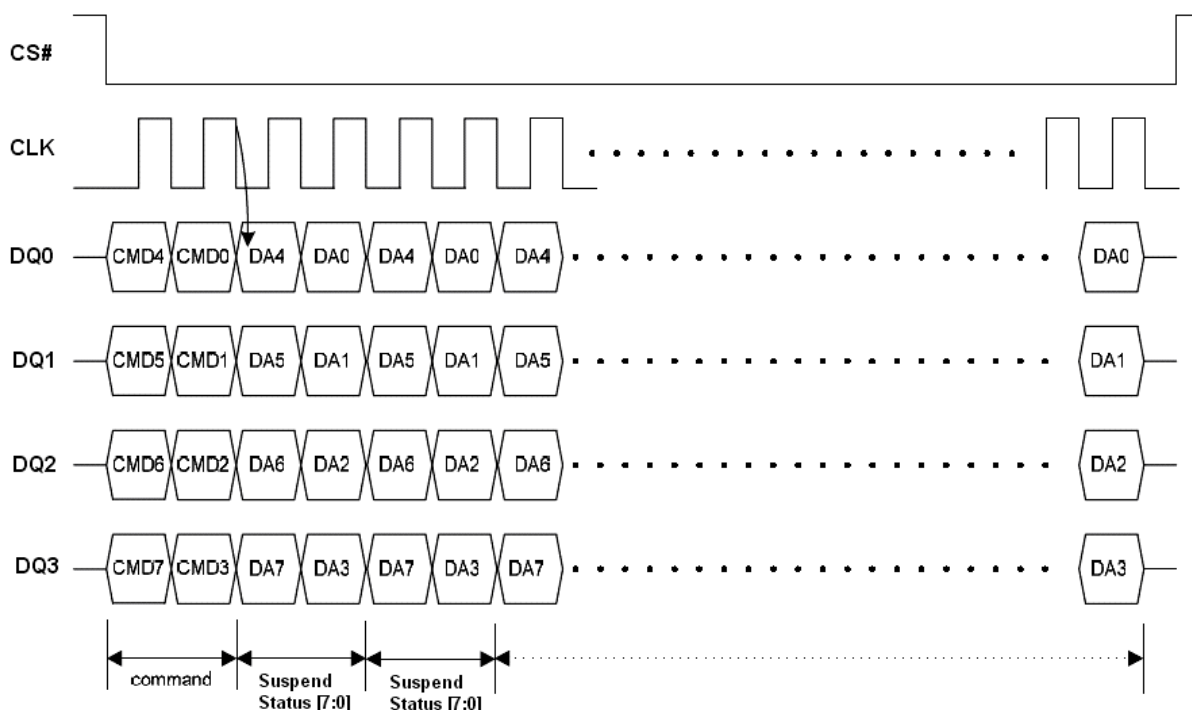 CS#
CLK
DQ0 CMD4 CMD0 DA4 DA0 DA4 DA0 DA4 DA0
DQ1 CMD5 CMD1 DA5 DA1 DA5 DA1 DA5 DA1
DQ2 CMD6 CMD2 DA6 DA2 DA6 DA2 DA6 DA2
DQ3 CMD7 CMD3 DA7 DA3 DA7 DA3 DA7 DA3
command
Suspend
Status [7:0]
Suspend
Status [7:0]